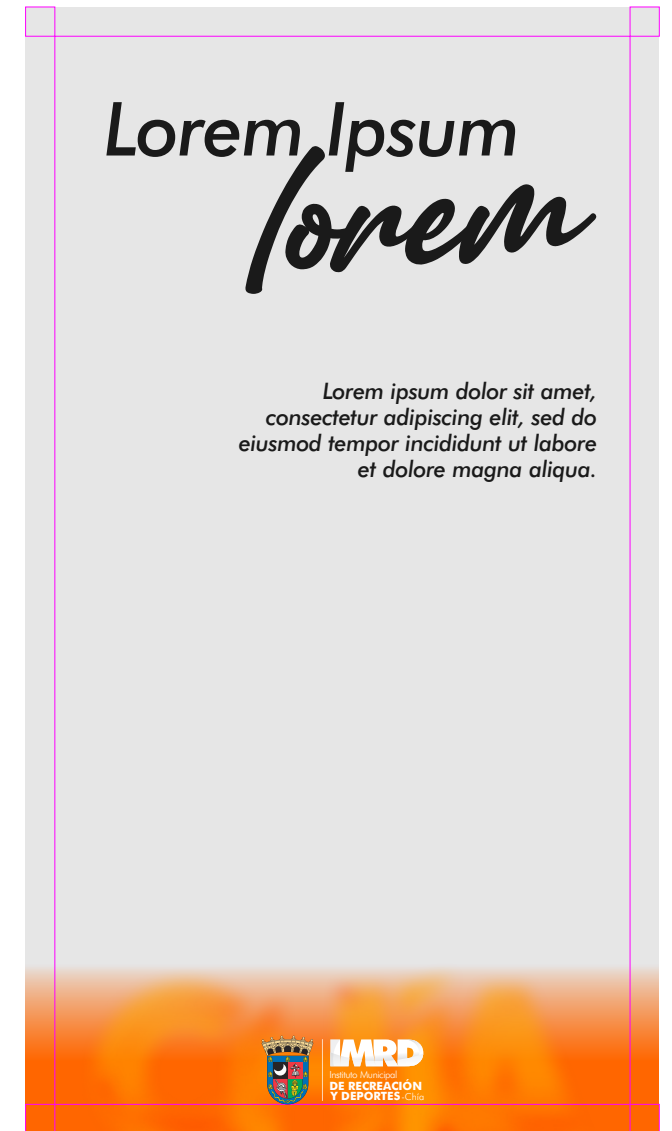 Lorem Ipsum
lorem
Lorem ipsum dolor sit amet,
consectetur adipiscing elit, sed do
eiusmod tempor incididunt ut labore
et dolore magna aliqua.
CHÍA
IMRD
Instituto Municipal
DE RECREACIÓN
Y DEPORTES -Chía